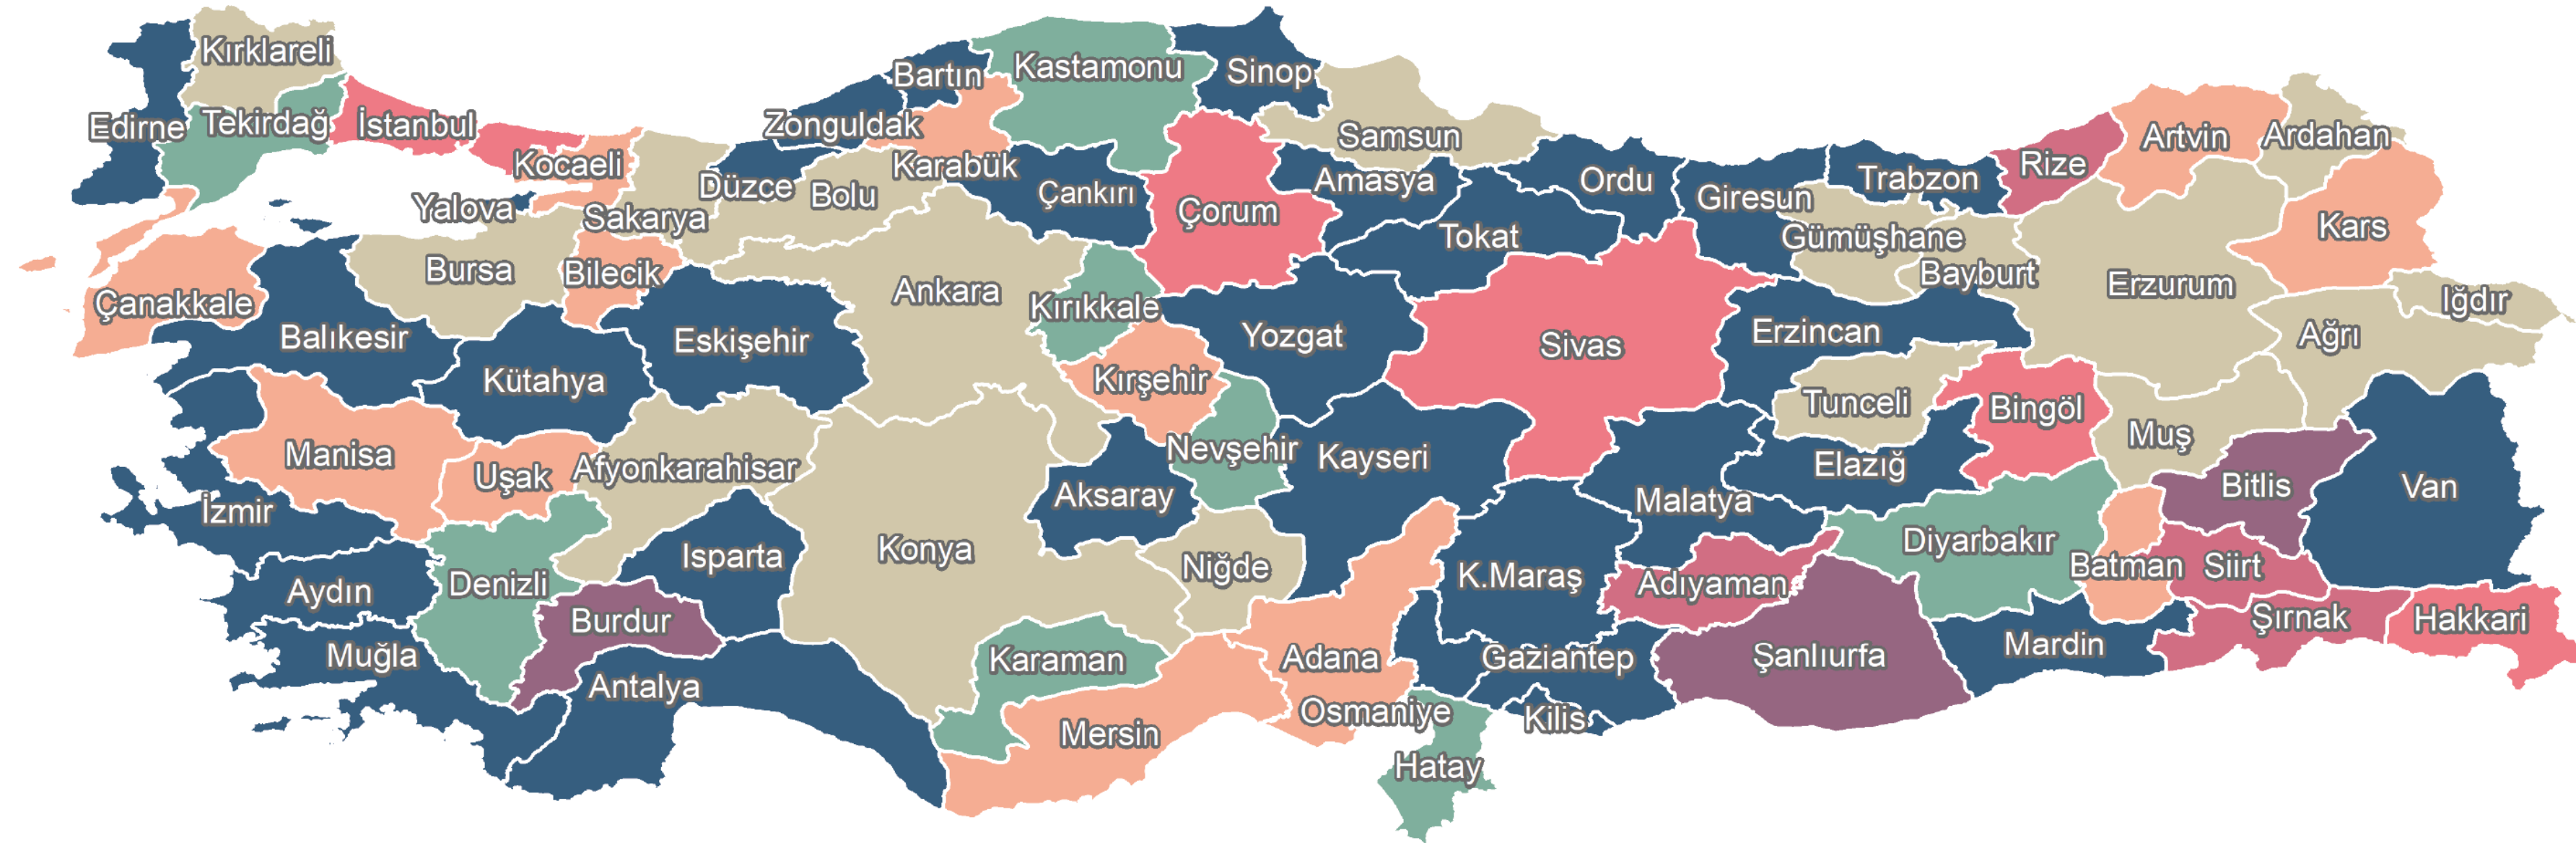 Kırklareli
Edirne
Tekirdağ
İstanbul
Kocaeli
Yalova
Sakarya
Düzce
Bolu
Zonguldak
Bartın
Karabük
Kastamonu
Sinop
Çankırı
Çorum
Samsun
Amasya
Tokat
Ordu
Giresun
Trabzon
Rize
Artvin
Ardahan
Kars
Gümüşhane
Bayburt
Erzurum
Iğdır
Ağrı
Çanakkale
Balıkesir
Bursa
Bilecik
Kütahya
Eskişehir
Ankara
Kırıkkale
Kırşehir
Yozgat
Sivas
Erzincan
Tunceli
Bingöl
Muş
Bitlis
Van
Manisa
Uşak
Afyonkarahisar
İzmir
Aydın
Denizli
Isparta
Burdur
Muğla
Antalya
Konya
Aksaray
Nevşehir
Kayseri
Niğde
Karaman
Mersin
Adana
Osmaniye
Hatay
K.Maraş
Gaziantep
Kilis
Malatya
Elazığ
Adıyaman
Şanlıurfa
Diyarbakır
Batman
Siirt
Şırnak
Mardin
Hakkari